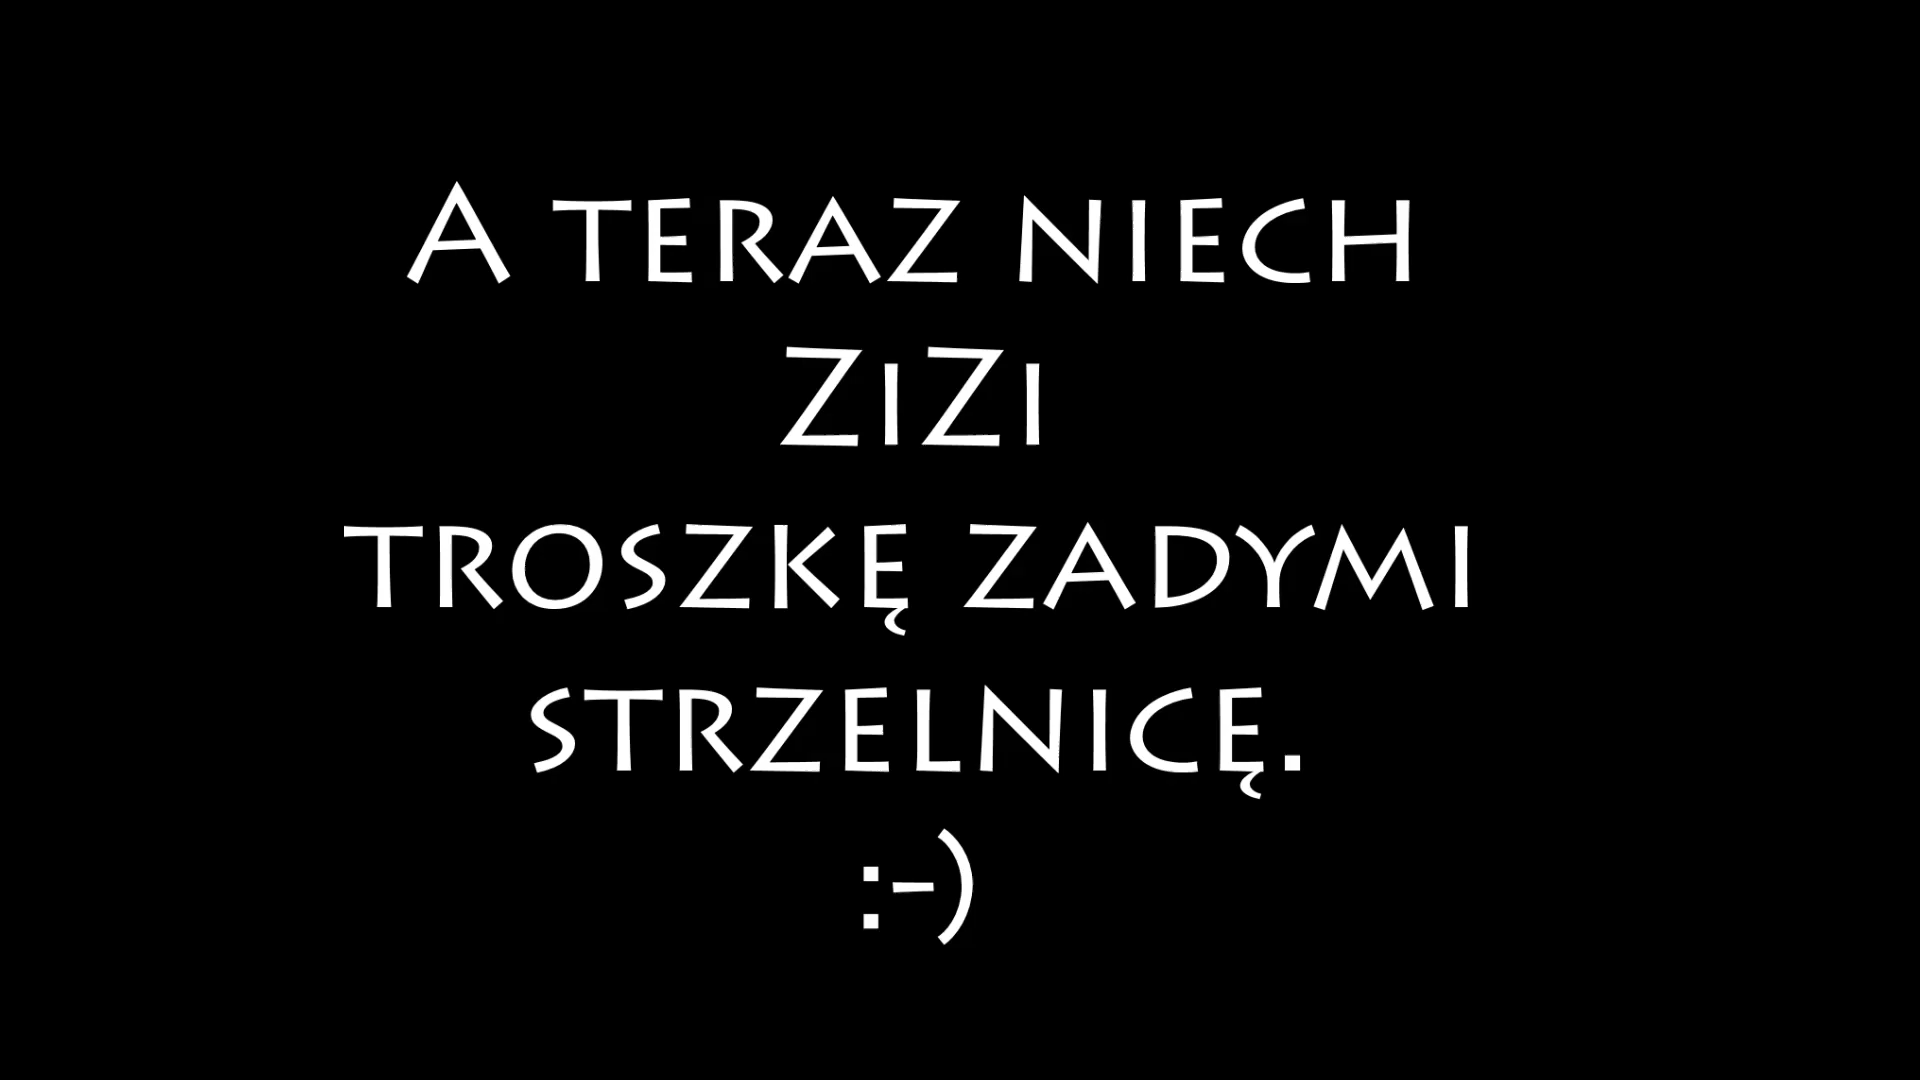 A TERAZ NIECH
ZIZI
TROSZKĘ ZADYMI
STRZELNICĘ.
:-)